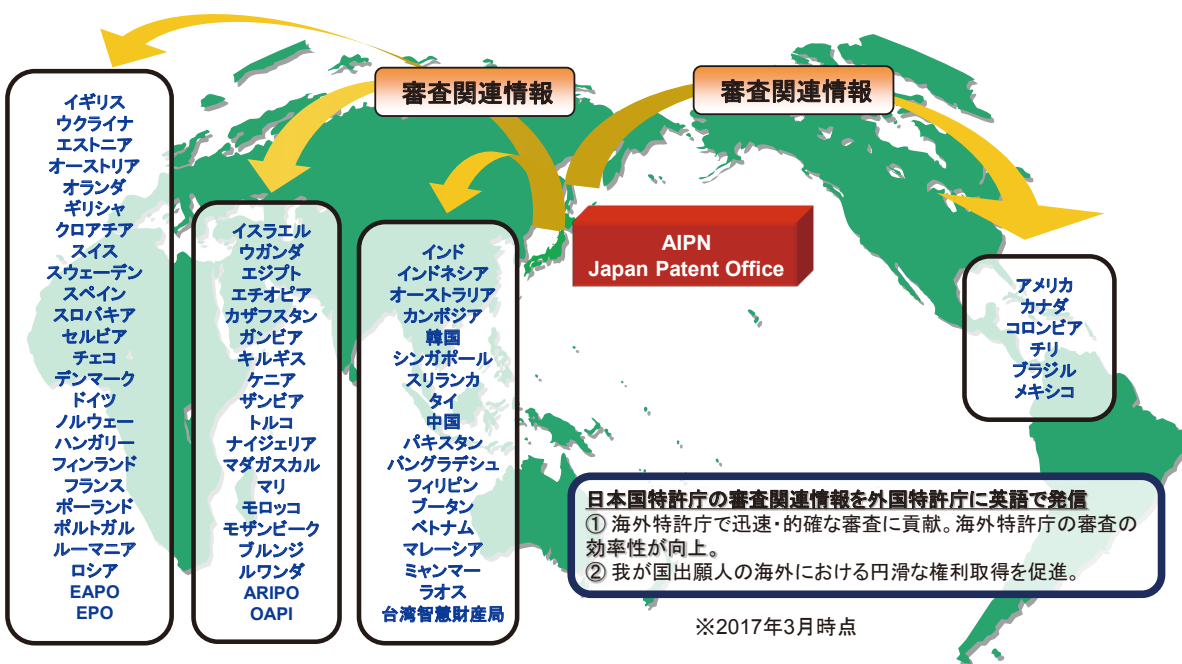 審査関連情報
審査関連情報
イギリス
ウクライナ
エストニア
オーストリア
オランダ
ギリシャ
クロアチア
スイス
スウェーデン
スペイン
スロバキア
セルビア
チェコ
デンマーク
ドイツ
ノルウェー
ハンガリー
フィンランド
フランス
ポーランド
ポルトガル
ルーマニア
ロシア
EAPO
EPO
イスラエル
ウガンダ
エジプト
エチオピア
カザフスタン
ガンビア
キルギス
ケニア
ザンビア
トルコ
ナイジェリア
マダガスカル
マリ
モロッコ
モザンビーク
ブルンジ
ルワンダ
ARIPO
OAPI
インド
インドネシア
オーストラリア
カンボジア
韓国
シンガポール
スリランカ
タイ
中国
パキスタン
バングラデシュ
フィリピン
ブータン
ベトナム
マレーシア
ミャンマー
ラオス
台湾智慧財産局
AIPN
Japan Patent Office
アメリカ
カナダ
コロンビア
チリ
ブラジル
メキシコ
日本国特許庁の審査関連情報を外国特許庁に英語で発信
① 海外特許庁で迅速・的確な審査に貢献。海外特許庁の審査の
効率性が向上。
② 我が国出願人の海外における円滑な権利取得を促進。
※2017年3月時点